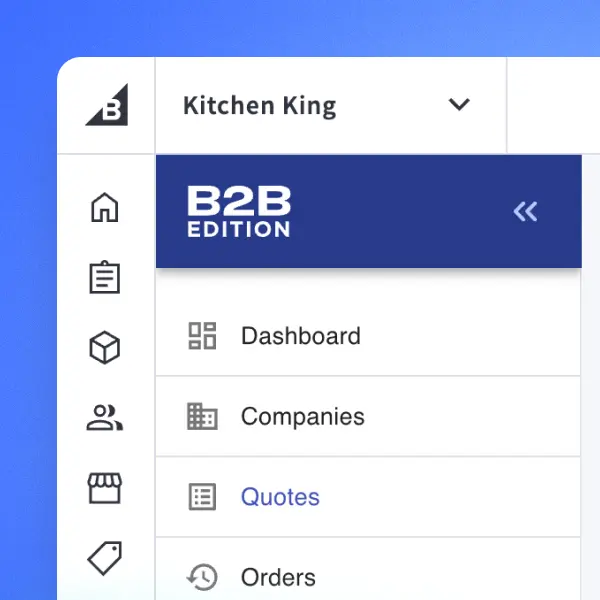 B
Kitchen King
B2B
EDITION
Dashboard
Companies
Quotes
Orders